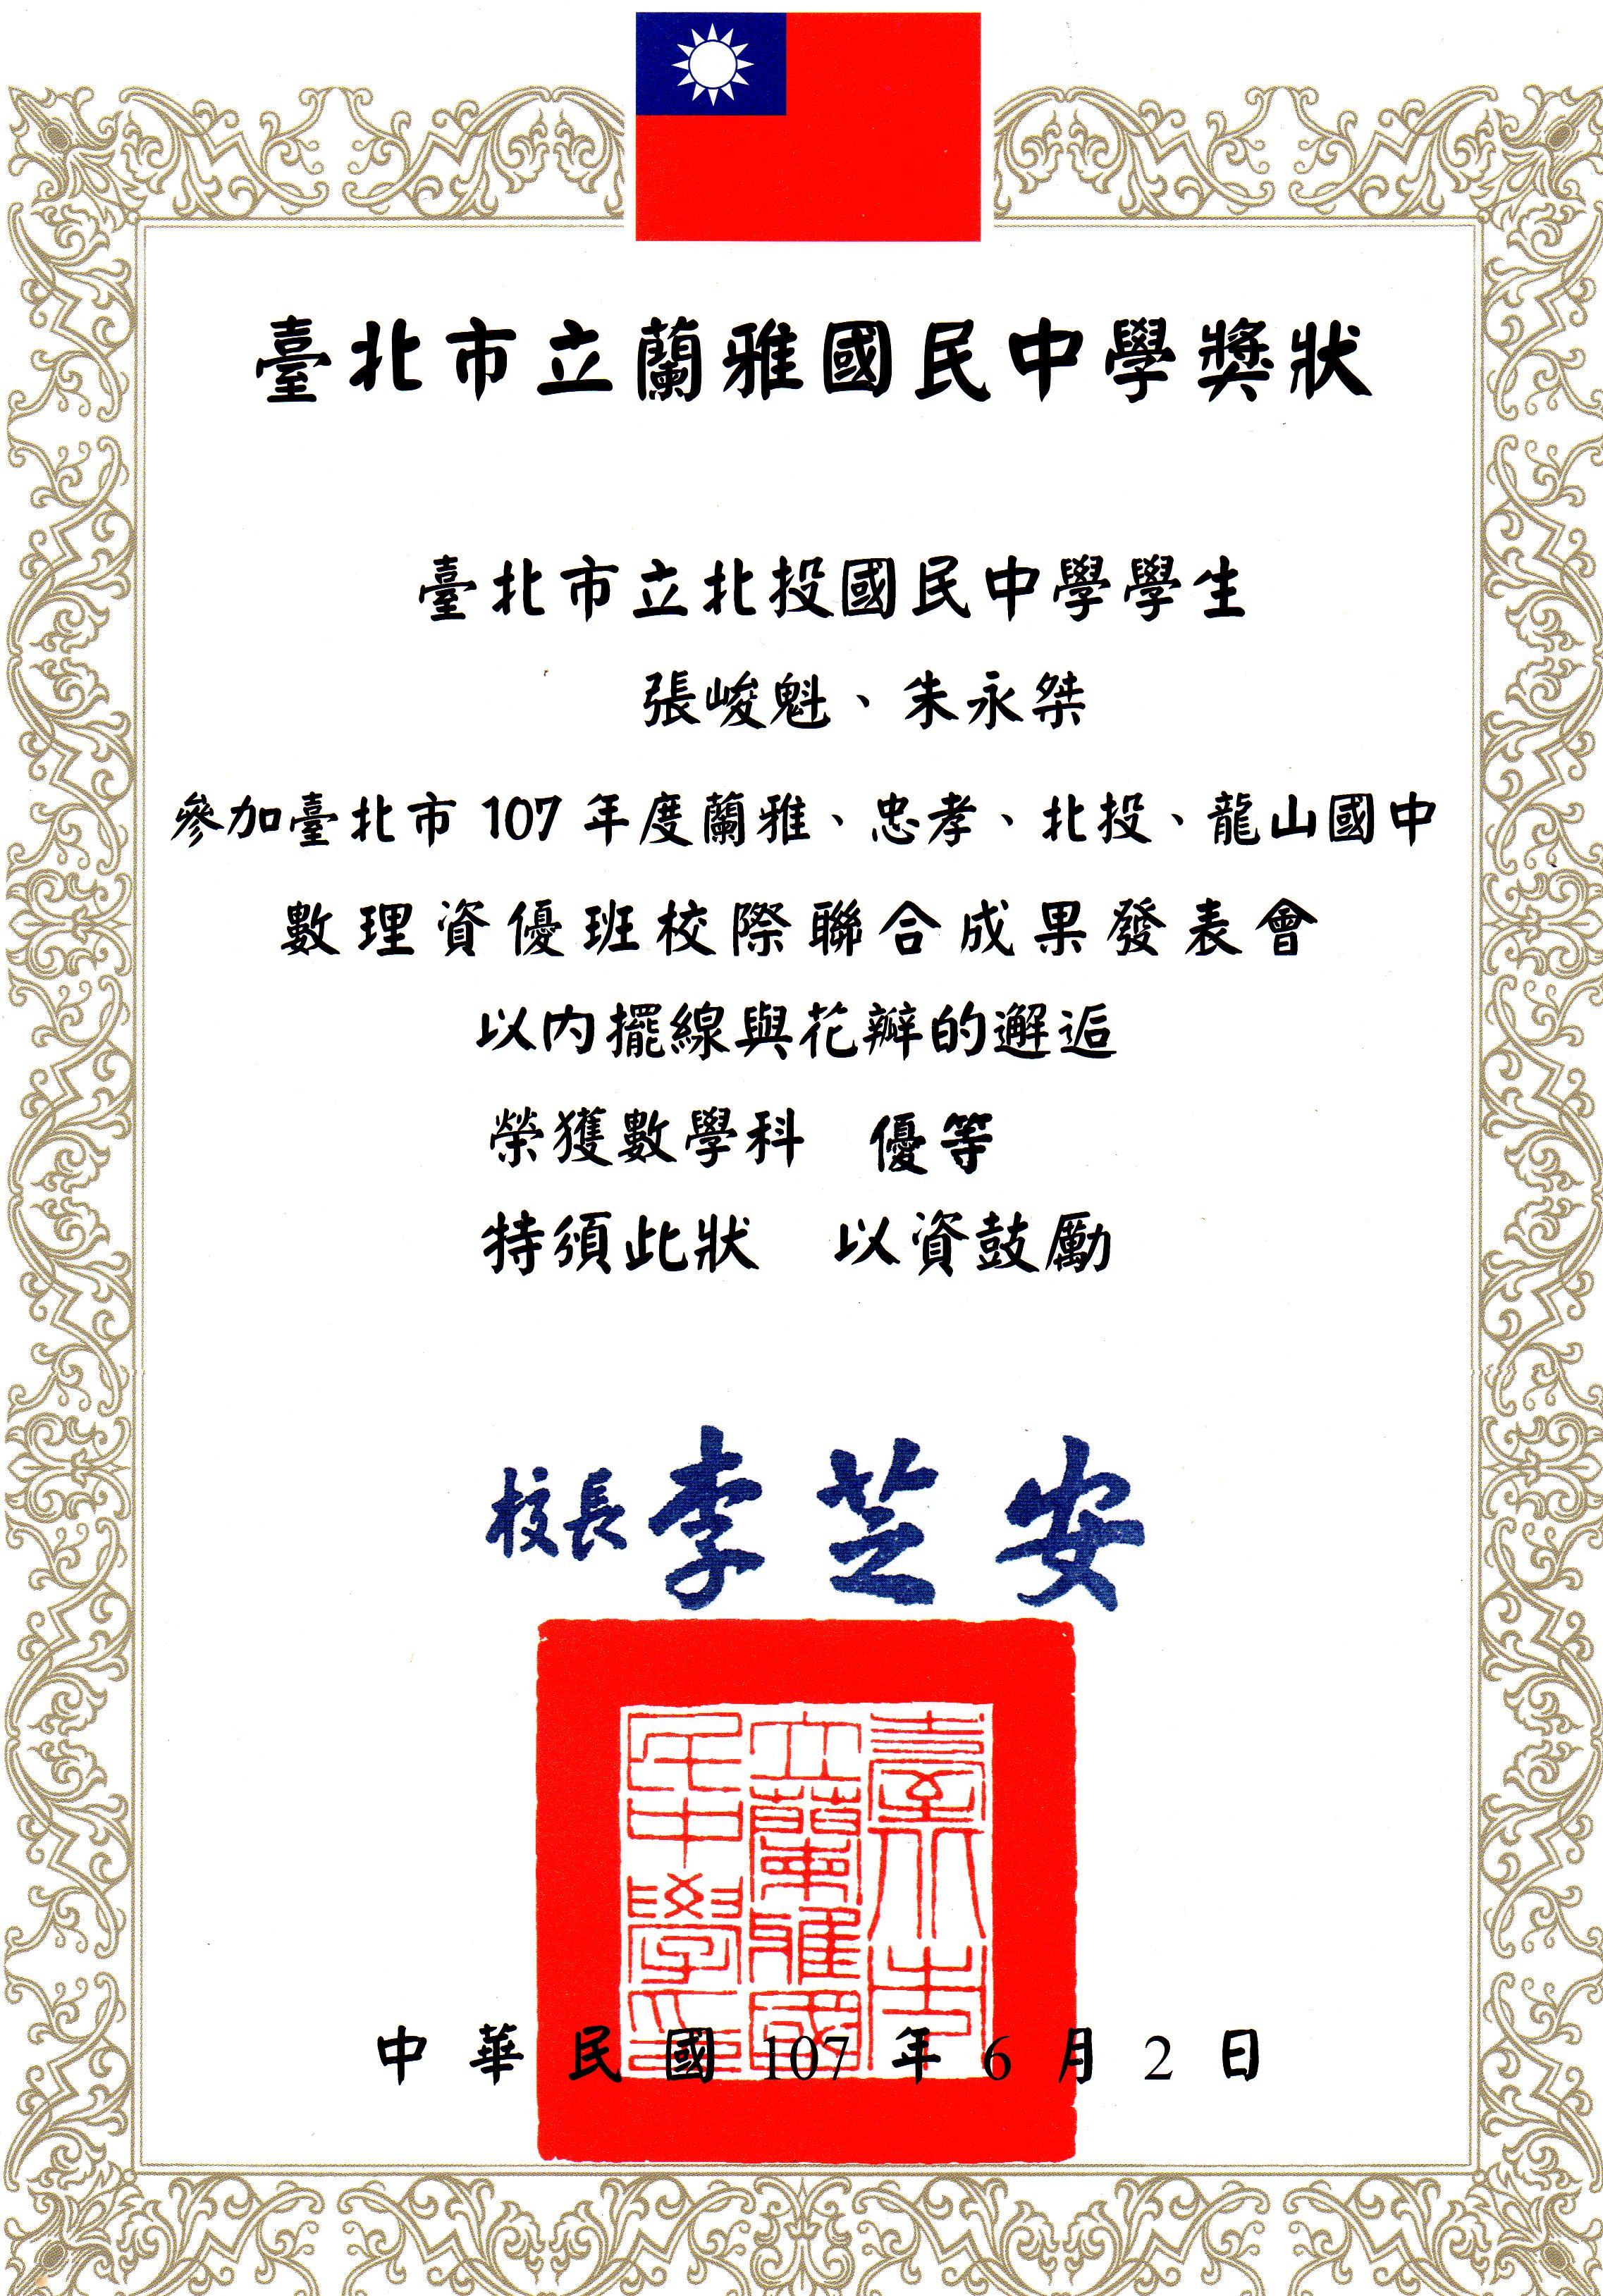 臺北市立蘭雅國民中學獎狀
臺北市立北投國民中學學生
張峻魁、朱永桀
參加臺北市 107 年度蘭雅、忠孝、北投、龍山國中
數理資優班校際聯合成果發表會
以內擺線與花瓣的邂逅
榮獲數學科 優等
特須此狀 以資鼓勵
校長 李芝安
臺北市
立蘭雅國
民中學印
中華民國 107 年 6 月 2 日